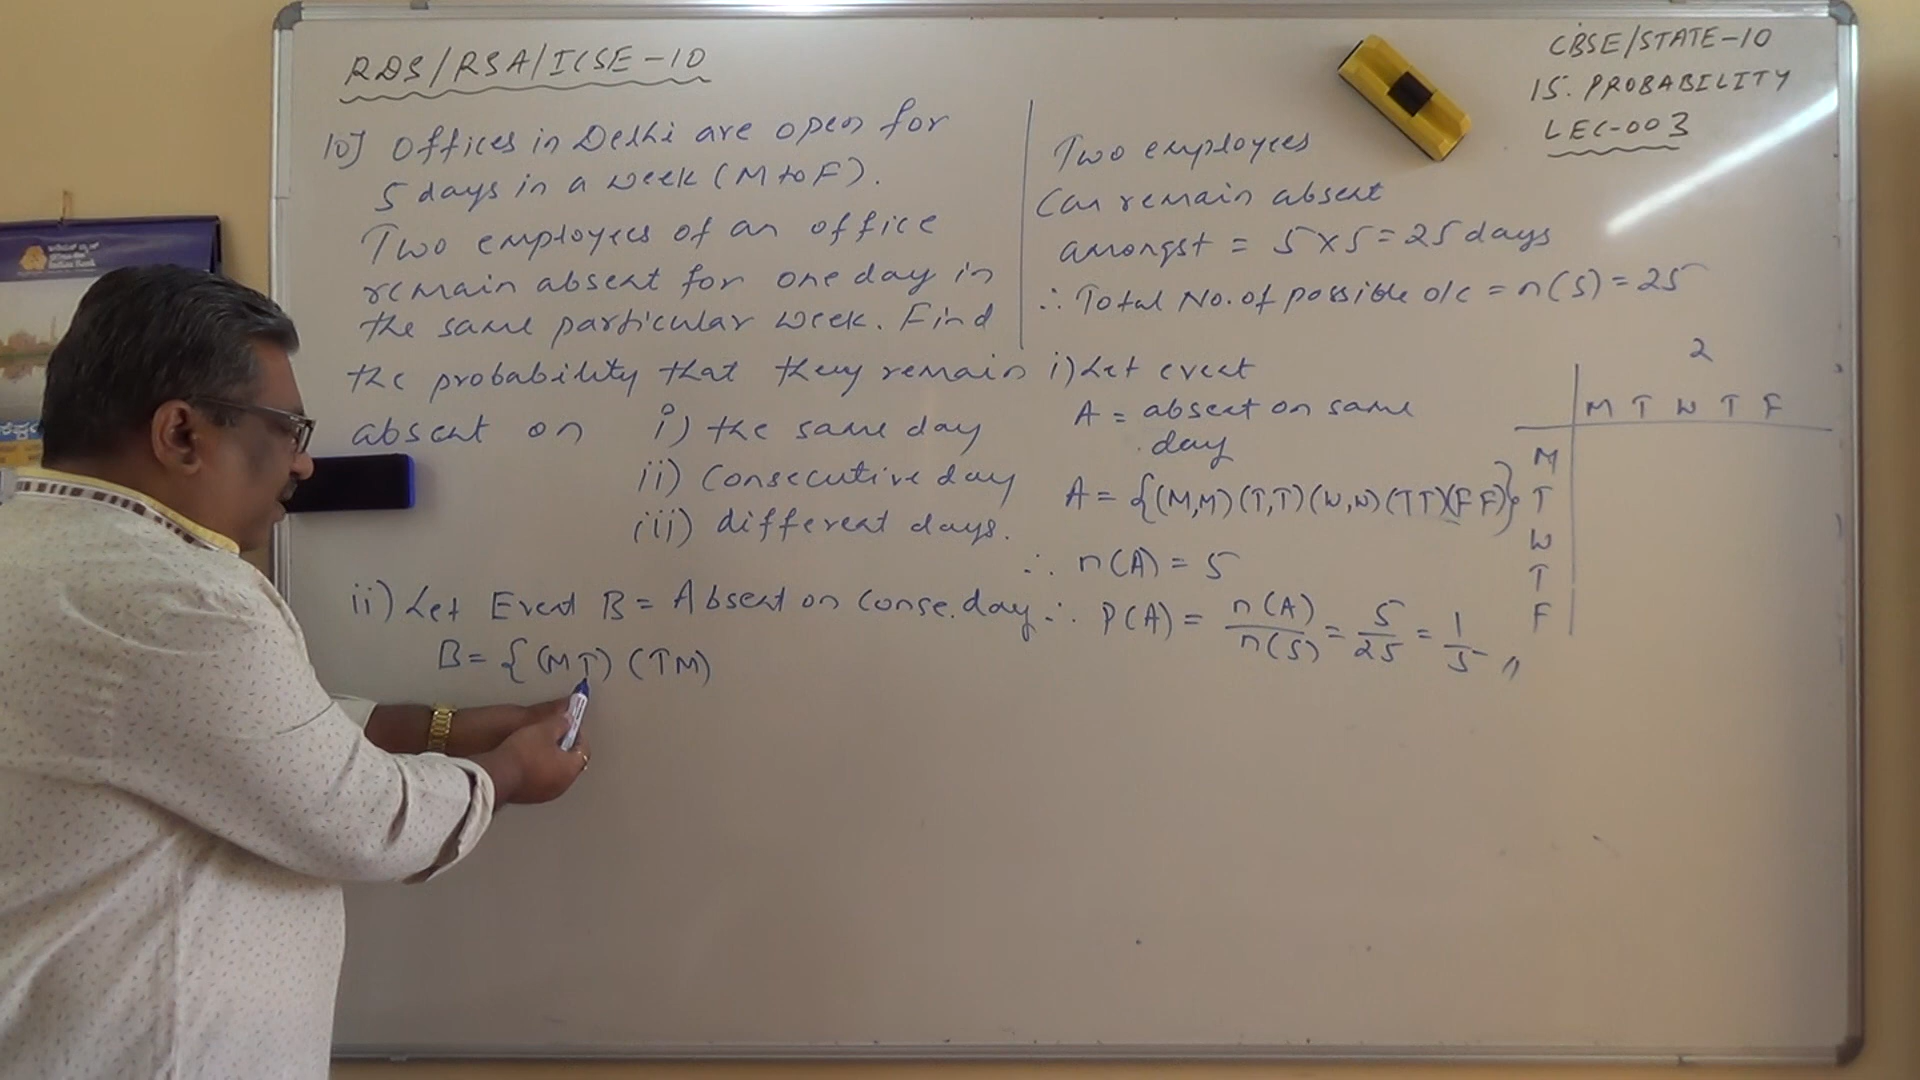 RDS/RSA/ICSE-10
CBSE/STATE-10
15. PROBABILITY
LEC-003
10] Offices in Delhi are open for
5 days in a week (M to F).
Two employees of an office
remain absent for one day in
the same particular week. Find
the probability that they remain
absent on i) the same day
ii) Consecutive day
iii) different days.
ii) Let Event B = Absent on Conse. day
B = {(M T) (T M)
Two employees
Can remain absent
amongst = 5 × 5 = 25 days
∴ Total No. of possible o/c = n(S) = 25
i) Let event
A = absent on same
day
A = {(M,M) (T,T) (W,W) (T T)(F F)}
∴ n(A) = 5
∴ P(A) = n(A)/n(S) = 5/25 = 1/5 //
2
M T W T F
M
T
W
T
F
Indian Bank